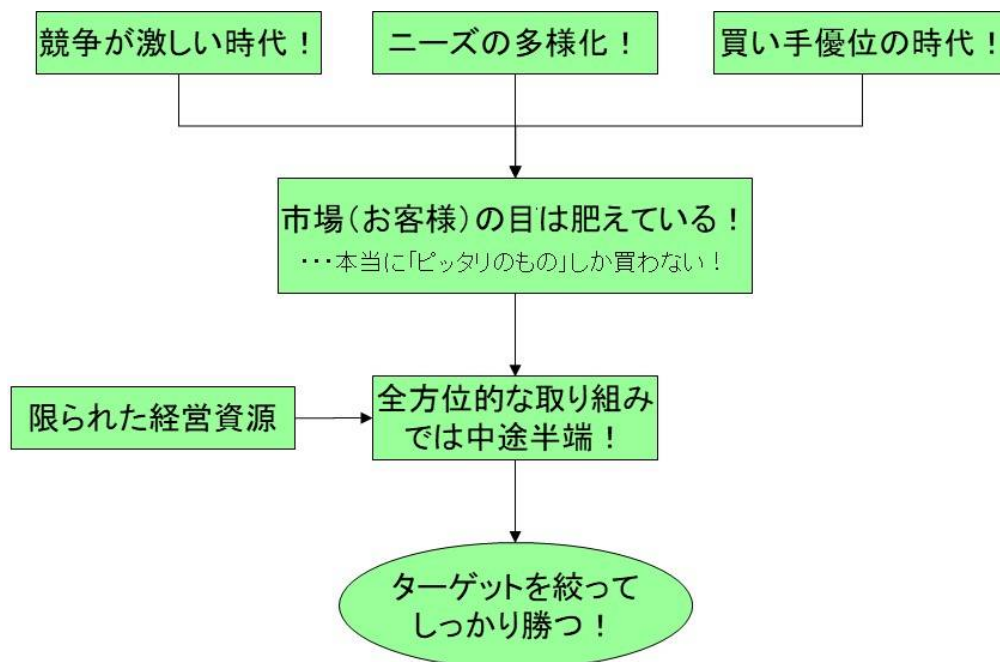 競争が激しい時代！
ニーズの多様化！
買い手優位の時代！
市場（お客様）の目は肥えている！
・・・本当に「ピッタリのもの」しか買わない！
限られた経営資源
全方位的な取り組み
では中途半端！
ターゲットを絞って
しっかり勝つ！